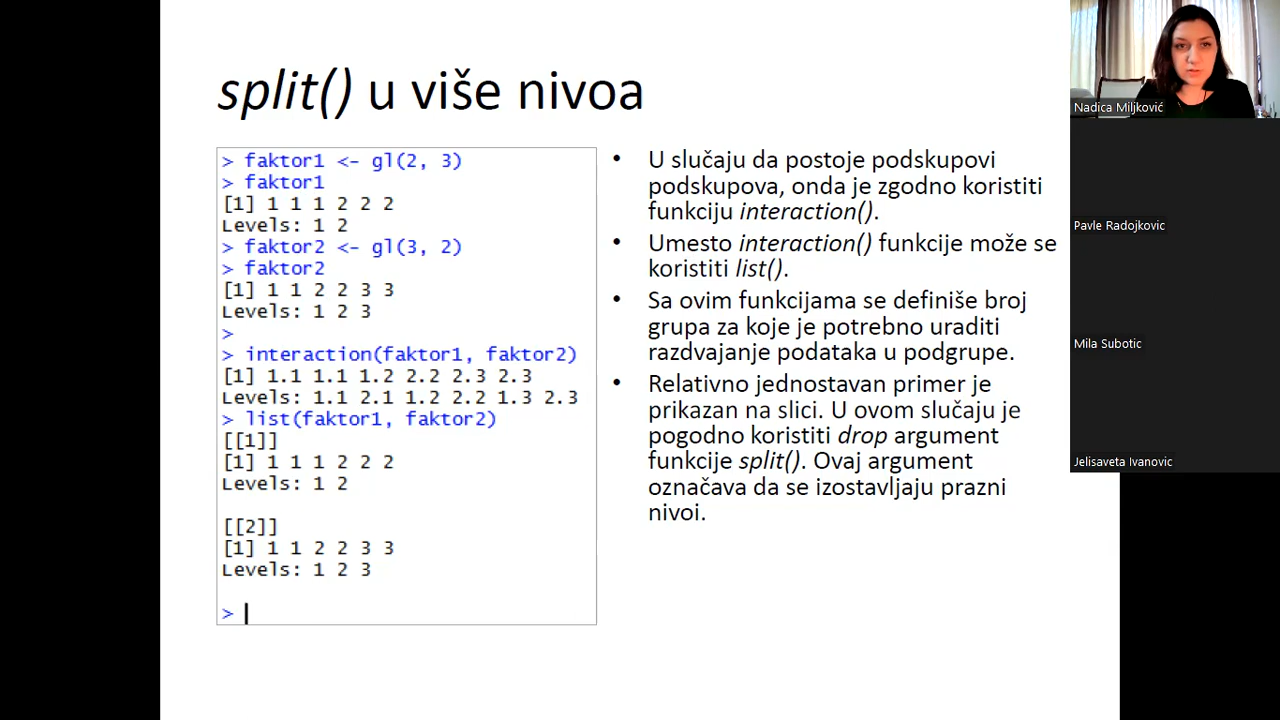 split() u više nivoa
> faktor1 <- gl(2, 3)
> faktor1
[1] 1 1 1 2 2 2
Levels: 1 2
> faktor2 <- gl(3, 2)
> faktor2
[1] 1 1 2 2 3 3
Levels: 1 2 3
>
> interaction(faktor1, faktor2)
[1] 1.1 1.1 1.2 2.2 2.3 2.3
Levels: 1.1 2.1 1.2 2.2 1.3 2.3
> list(faktor1, faktor2)
[[1]]
[1] 1 1 1 2 2 2
Levels: 1 2
[[2]]
[1] 1 1 2 2 3 3
Levels: 1 2 3
>
• U slučaju da postoje podskupovi
podskupova, onda je zgodno koristiti
funkciju interaction().
• Umesto interaction() funkcije može se
koristiti list().
• Sa ovim funkcijama se definiše broj
grupa za koje je potrebno uraditi
razdvajanje podataka u podgrupe.
• Relativno jednostavan primer je
prikazan na slici. U ovom slučaju je
pogodno koristiti drop argument
funkcije split(). Ovaj argument
označava da se izostavljaju prazni
nivoi.
Nadica Miljković
Pavle Radojkovic
Mila Subotic
Jelisaveta Ivanovic